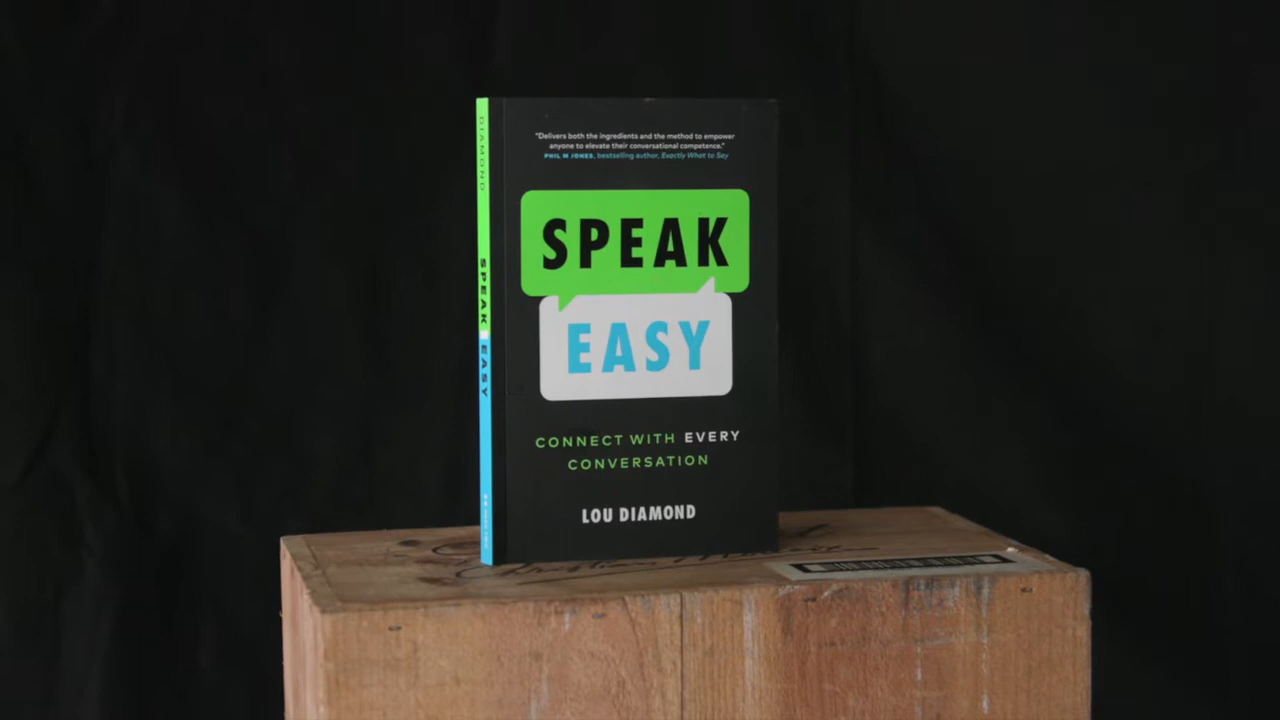 "Delivers both the ingredients and the method to empower
anyone to elevate their conversational competence."
PHIL M JONES, bestselling author, Exactly What to Say
SPEAK
EASY
CONNECT WITH EVERY
CONVERSATION
LOU DIAMOND
DIAMOND
SPEAK EASY
Christian